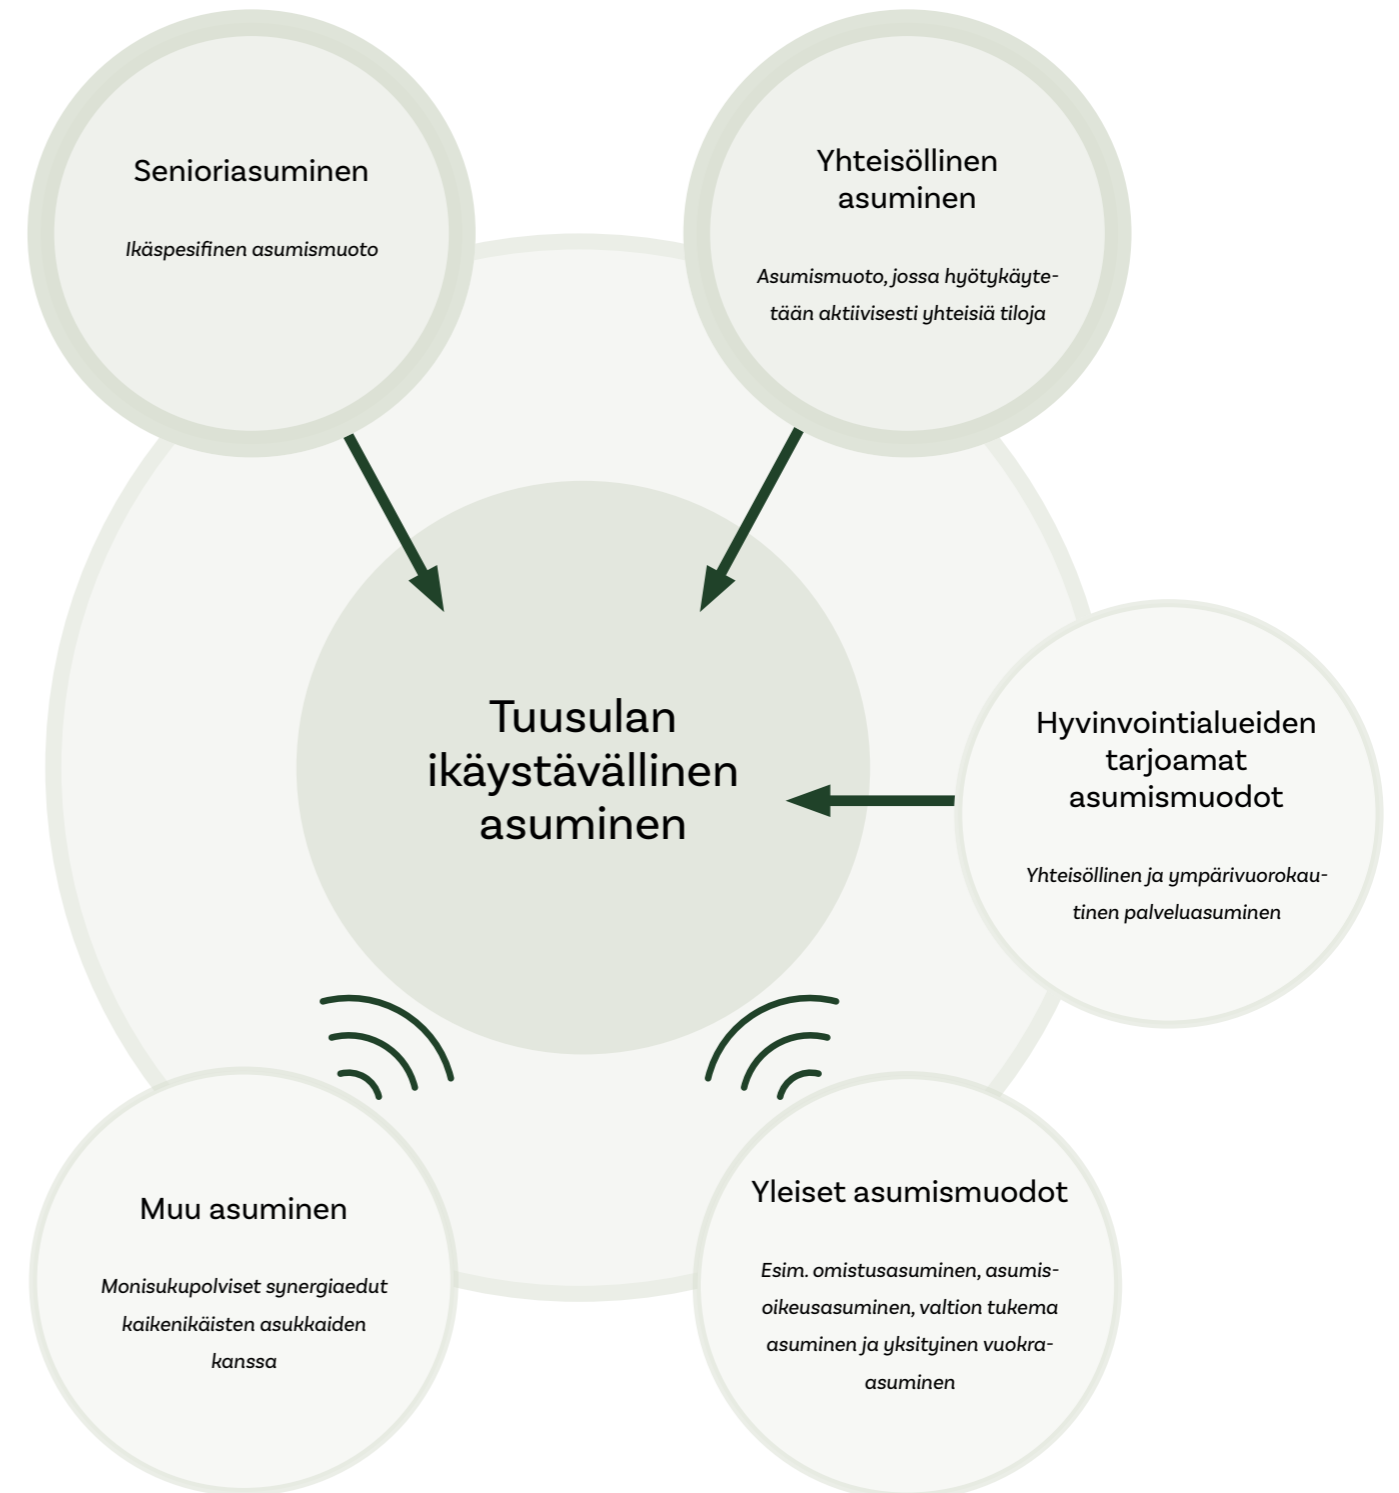 Senioriasuminen
Ikäspesifinen asumismuoto
Yhteisöllinen
asuminen
Asumismuoto, jossa hyötykäyte-
tään aktiivisesti yhteisiä tiloja
Tuusulan
ikäystävällinen
asuminen
Hyvinvointialueiden
tarjoamat
asumismuodot
Yhteisöllinen ja ympärivuorokau-
tinen palveluasuminen
Muu asuminen
Monisukupolviset synergiaedut
kaikenikäisten asukkaiden
kanssa
Yleiset asumismuodot
Esim. omistusasuminen, asumis-
oikeusasuminen, valtion tukema
asuminen ja yksityinen vuokra-
asuminen